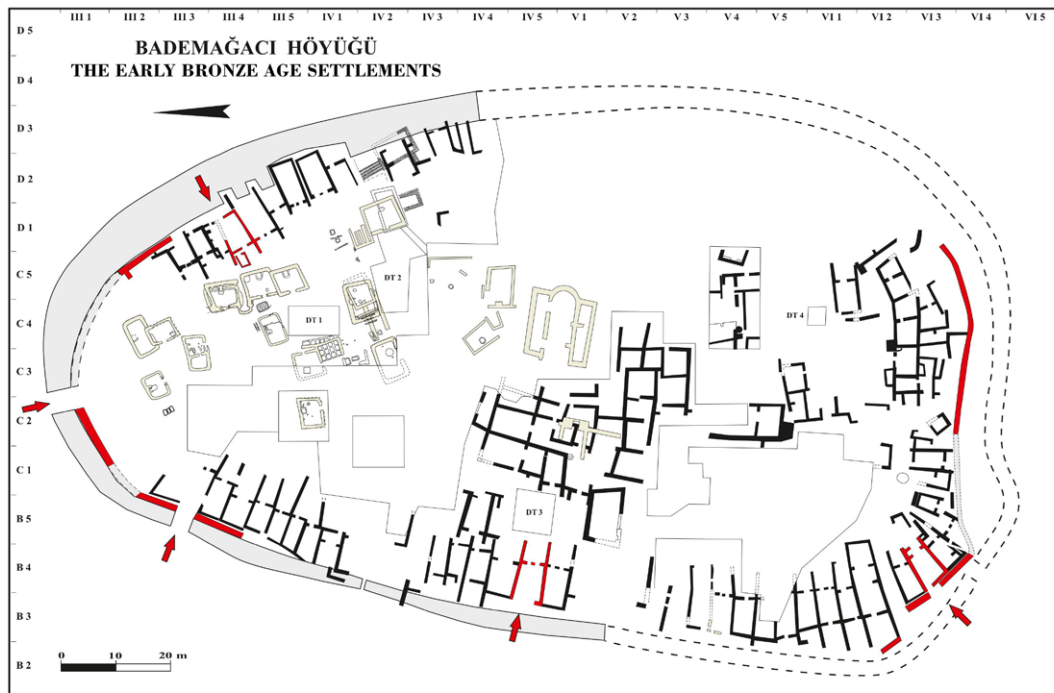 III 1 III 2 III 3 III 4 III 5 IV 1 IV 2 IV 3 IV 4 IV 5 V 1 V 2 V 3 V 4 V 5 VI 1 VI 2 VI 3 VI 4 VI 5
D 5
BADEMAĞACI HÖYÜĞÜ
THE EARLY BRONZE AGE SETTLEMENTS
D 4
D 3
D 2
D 1
C 5
DT 2
C 4
DT 1
DT 4
C 3
C 2
C 1
B 5
DT 3
B 4
B 3
B 2
0 10 20 m